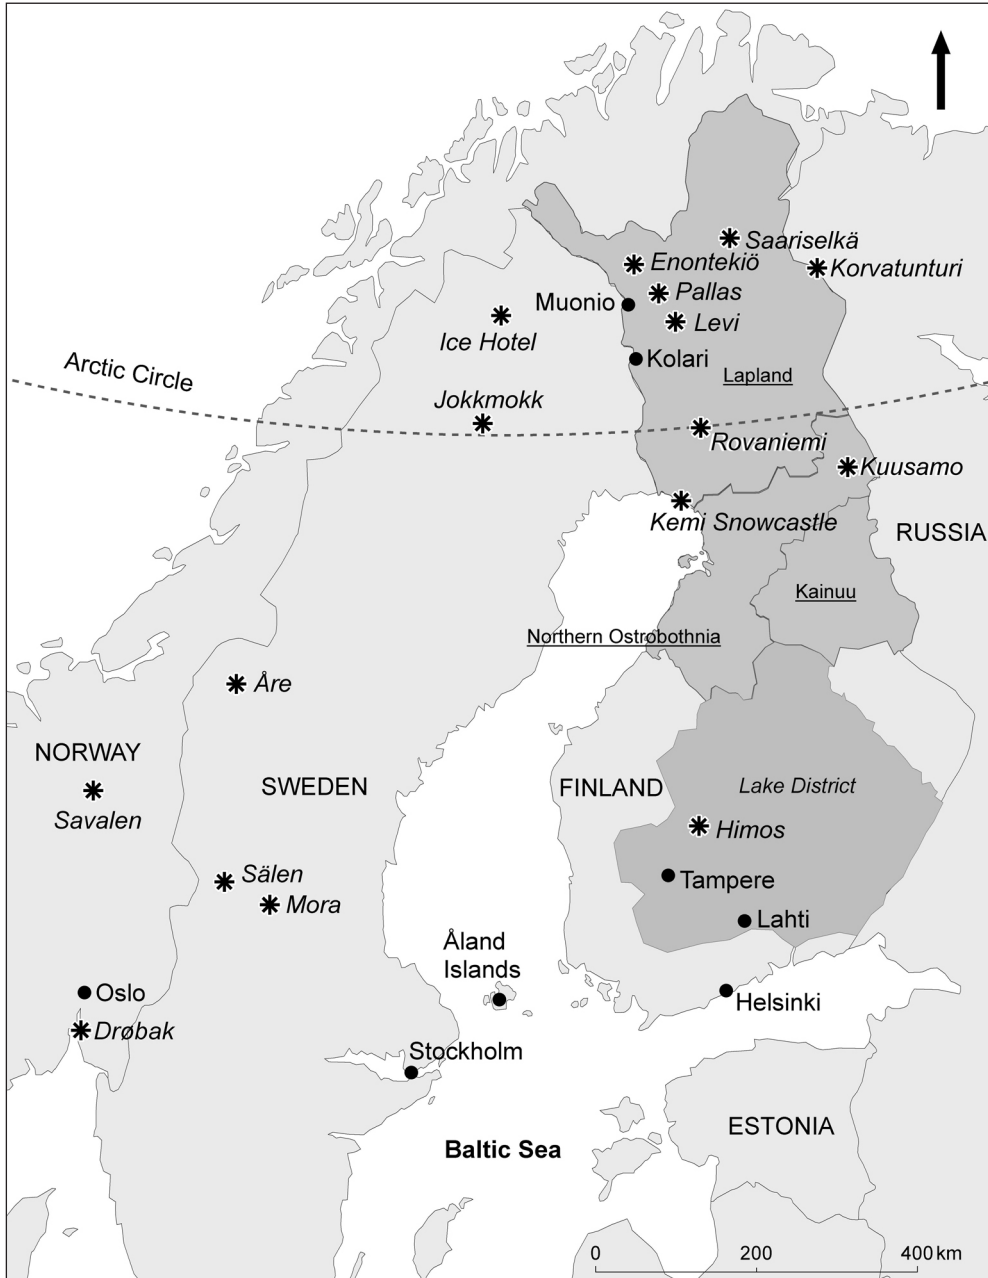 Saariselkä
Enontekiö
Korvatunturi
Pallas
Muonio
Levi
Ice Hotel
Kolari
Arctic Circle
Lapland
Jokkmokk
Rovaniemi
Kuusamo
Kemi Snowcastle
RUSSIA
Kainuu
Northern Ostrobothnia
Åre
NORWAY
SWEDEN
FINLAND
Lake District
Savalen
Himos
Sälen
Tampere
Mora
Lahti
Åland
Islands
Oslo
Helsinki
Drøbak
Stockholm
ESTONIA
Baltic Sea
0 200 400 km